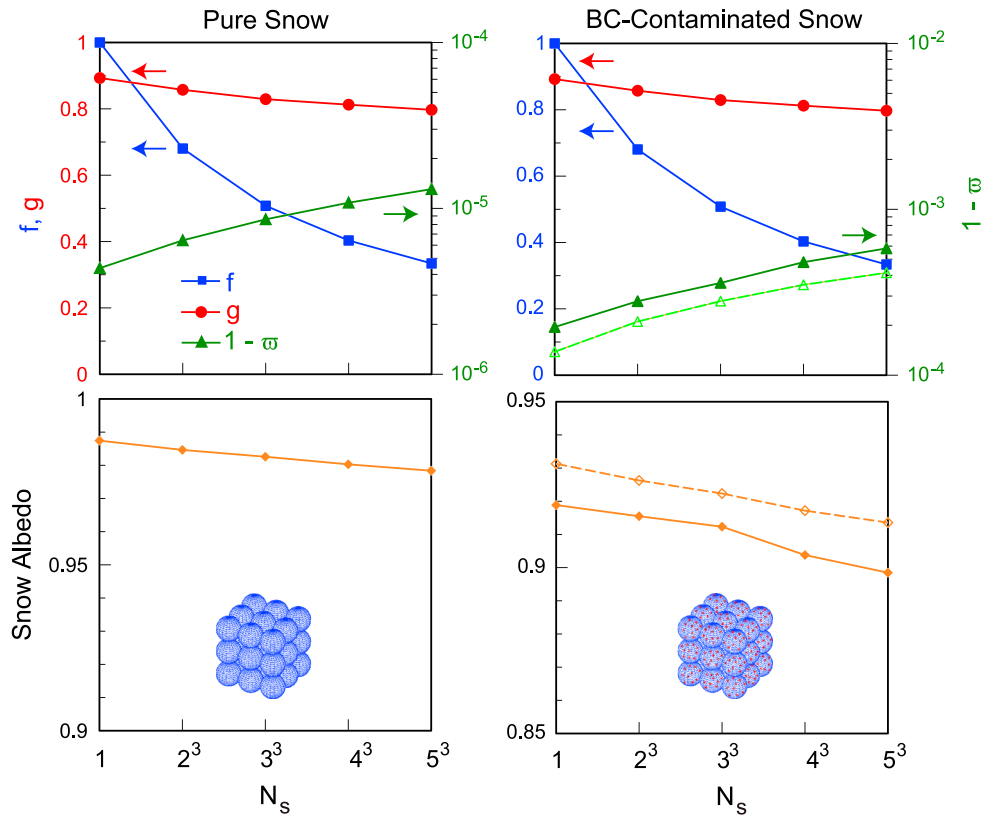 Pure Snow
BC-Contaminated Snow
1
0.8
0.6
0.4
0.2
0
f, g
f
g
1 - ϖ
10⁻⁴
10⁻⁵
10⁻⁶
1
0.8
0.6
0.4
0.2
0
10⁻²
10⁻³
10⁻⁴
1 - ϖ
1
0.95
0.9
Snow Albedo
1 2³ 3³ 4³ 5³
Nₛ
0.95
0.9
0.85
1 2³ 3³ 4³ 5³
Nₛ